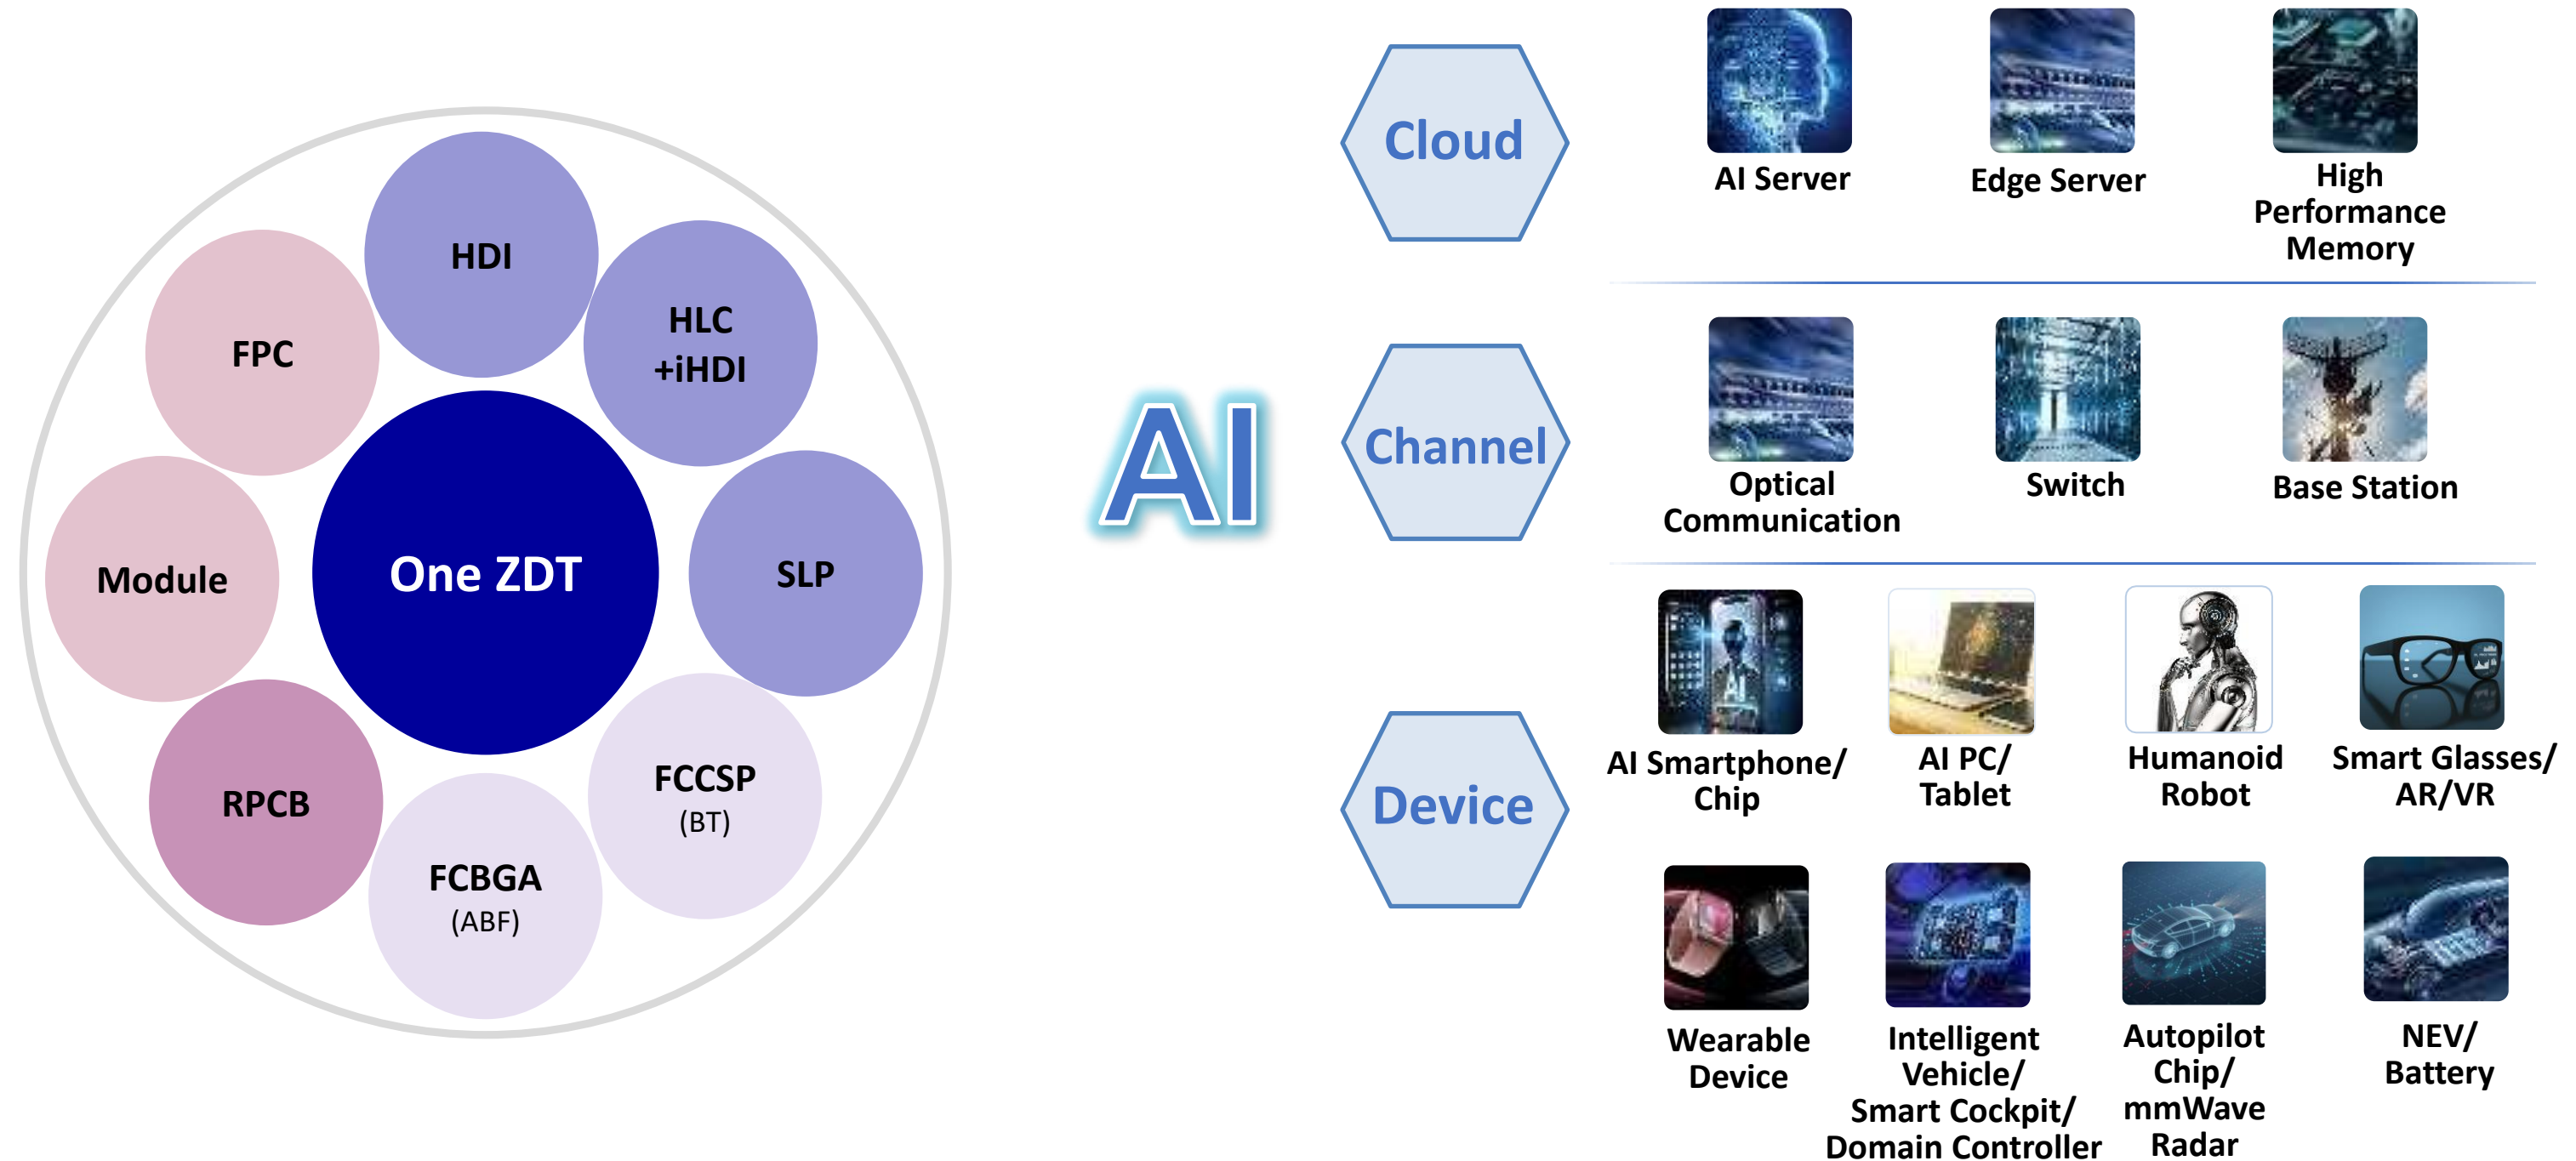 HDI
HLC
+iHDI
FPC
Module
One ZDT
SLP
RPCB
FCCSP
(BT)
FCBGA
(ABF)
AI
Cloud
AI Server
Edge Server
High
Performance
Memory
Channel
Optical
Communication
Switch
Base Station
Device
AI
AI Smartphone/
Chip
AI PC/
Tablet
Humanoid
Robot
Smart Glasses/
AR/VR
Wearable
Device
Intelligent
Vehicle/
Smart Cockpit/
Domain Controller
Autopilot
Chip/
mmWave
Radar
NEV/
Battery